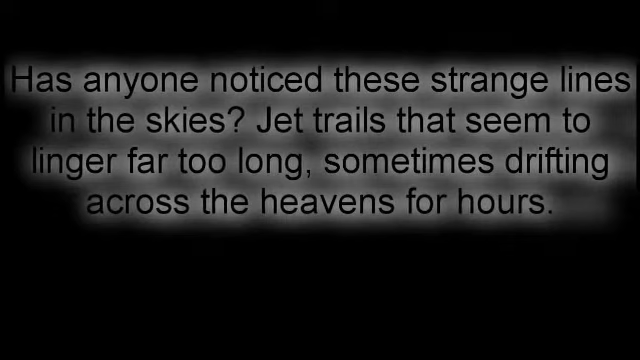 Has anyone noticed these strange lines
in the skies? Jet trails that seem to
linger far too long, sometimes drifting
across the heavens for hours.